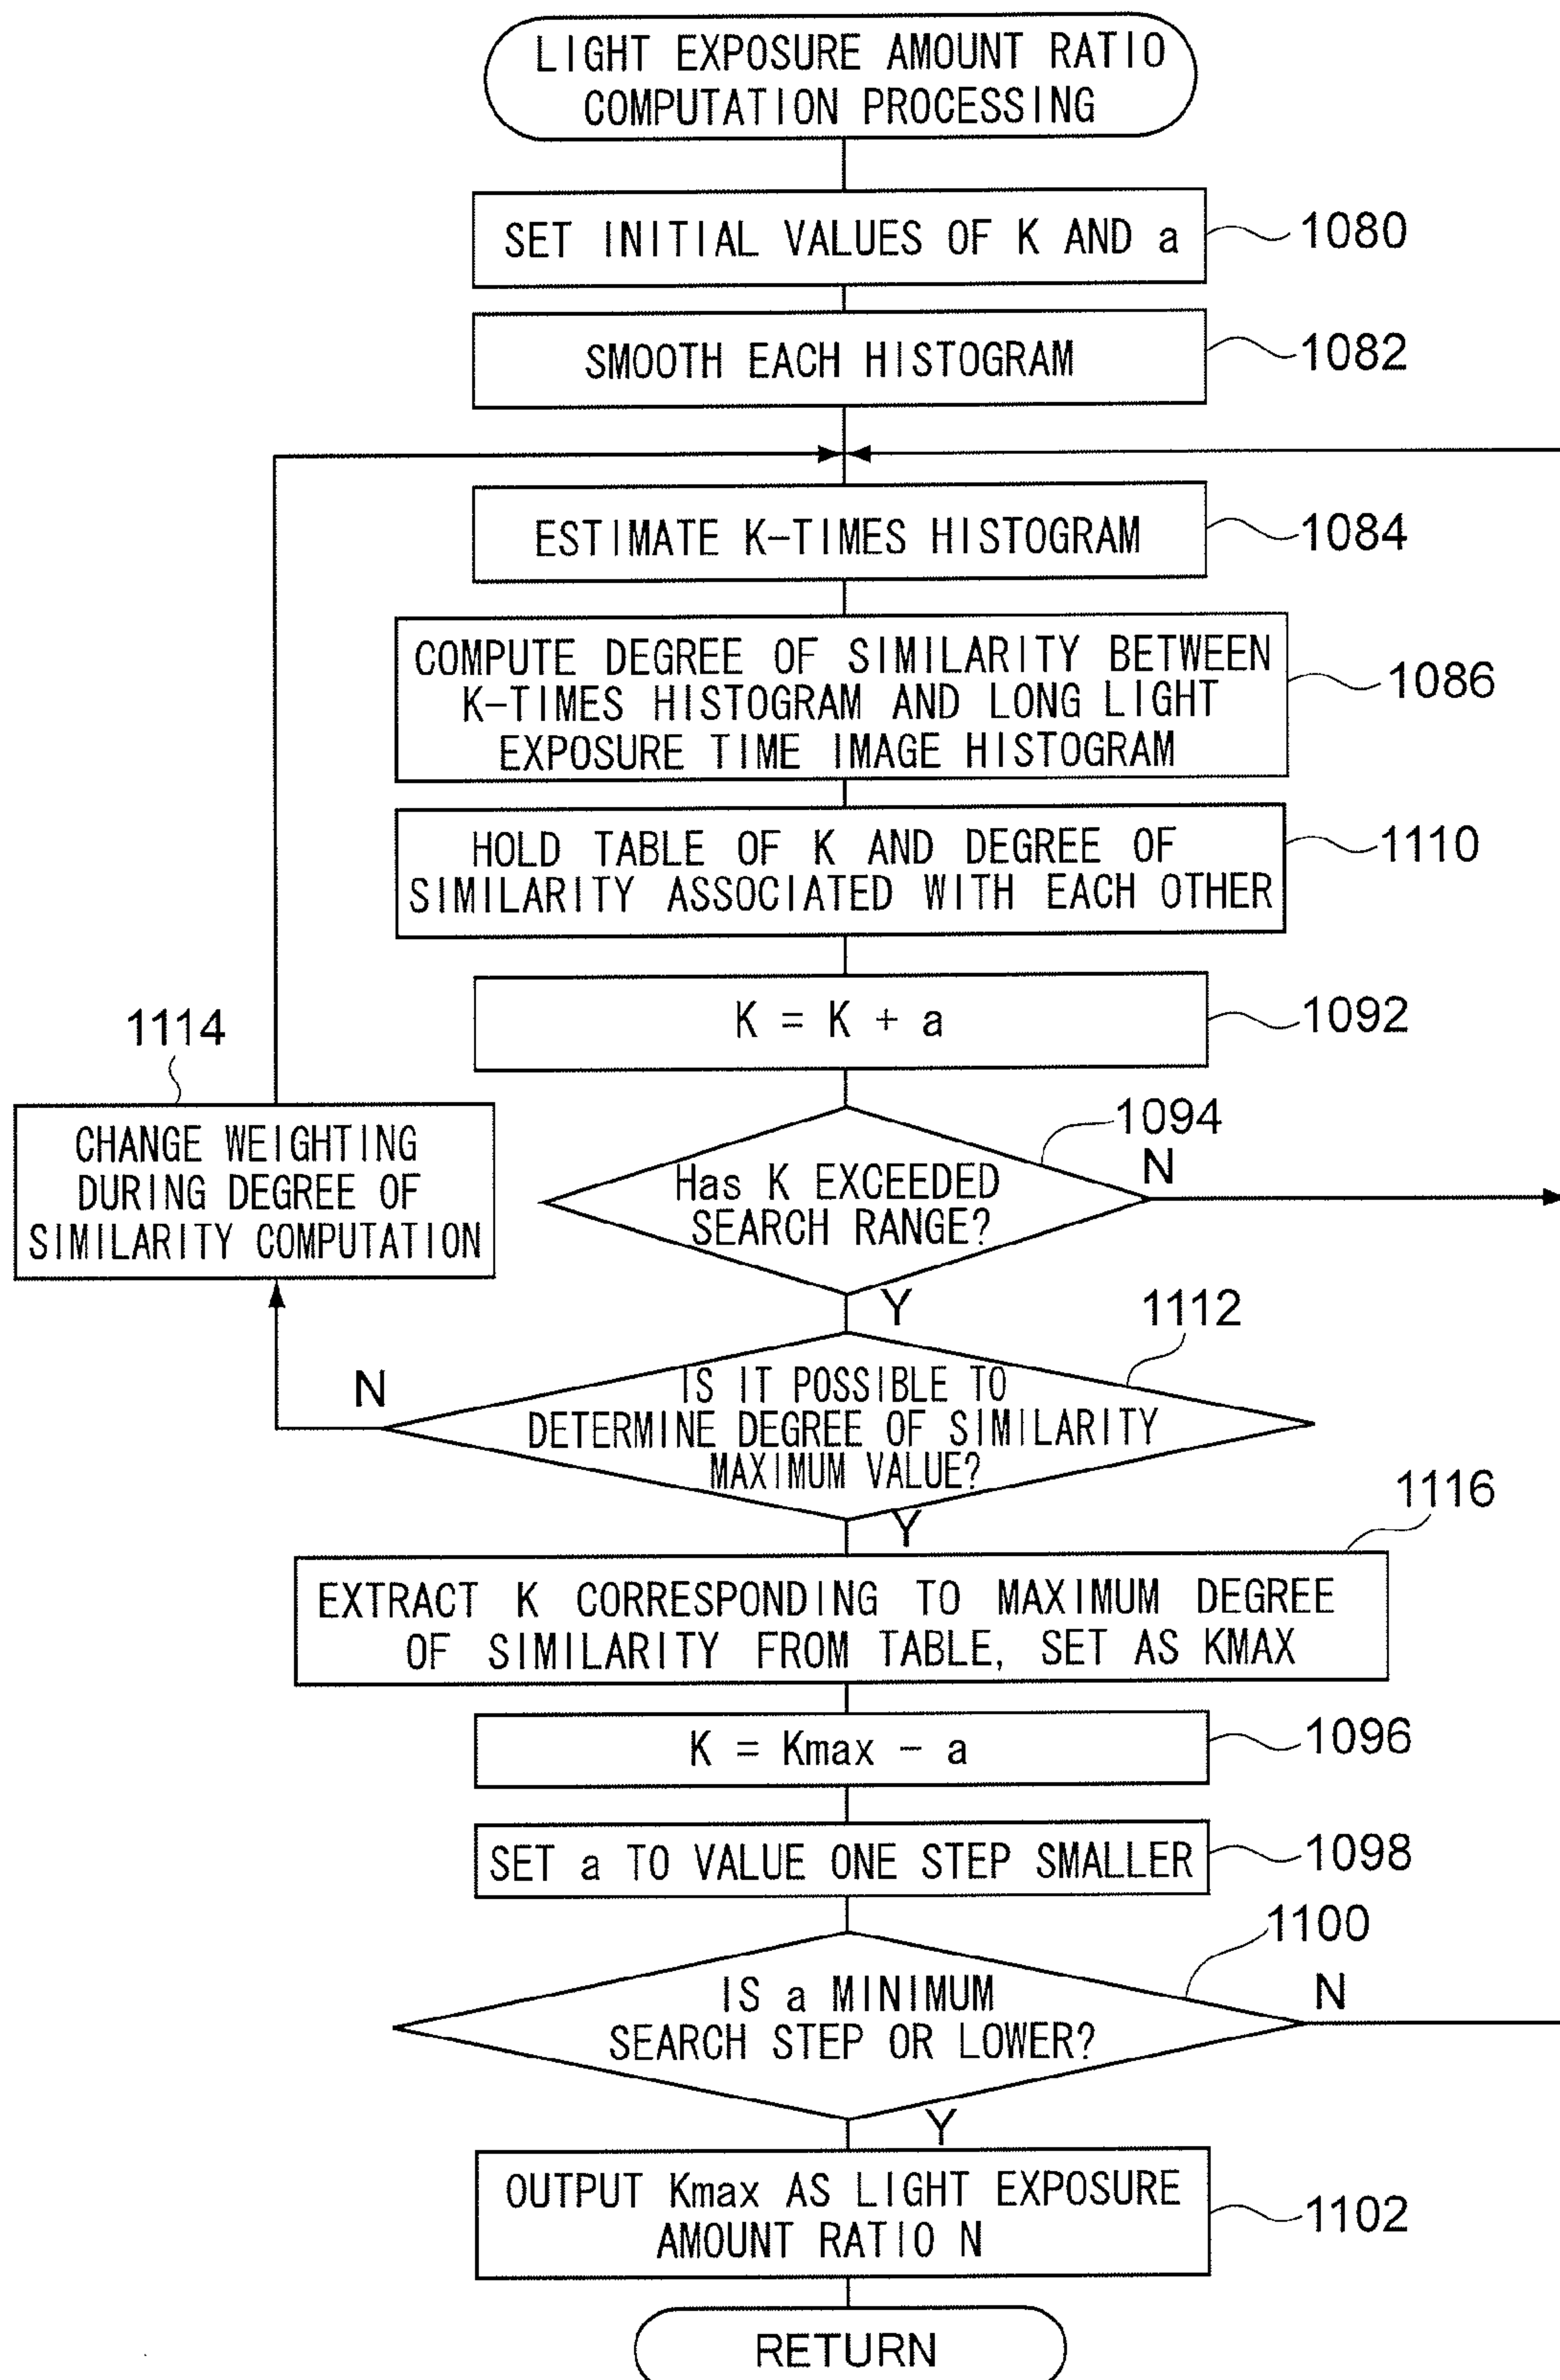 LIGHT EXPOSURE AMOUNT RATIO
COMPUTATION PROCESSING
SET INITIAL VALUES OF K AND a
1080
SMOOTH EACH HISTOGRAM
1082
ESTIMATE K-TIMES HISTOGRAM
1084
COMPUTE DEGREE OF SIMILARITY BETWEEN
K-TIMES HISTOGRAM AND LONG LIGHT
EXPOSURE TIME IMAGE HISTOGRAM
1086
HOLD TABLE OF K AND DEGREE OF
SIMILARITY ASSOCIATED WITH EACH OTHER
1110
K = K + a
1092
1114
CHANGE WEIGHTING
DURING DEGREE OF
SIMILARITY COMPUTATION
1094
Has K EXCEEDED
SEARCH RANGE?
N
Y
1112
IS IT POSSIBLE TO
DETERMINE DEGREE OF SIMILARITY
MAXIMUM VALUE?
N
Y
1116
EXTRACT K CORRESPONDING TO MAXIMUM DEGREE
OF SIMILARITY FROM TABLE, SET AS KMAX
K = Kmax - a
1096
SET a TO VALUE ONE STEP SMALLER
1098
1100
IS a MINIMUM
SEARCH STEP OR LOWER?
N
Y
OUTPUT Kmax AS LIGHT EXPOSURE
AMOUNT RATIO N
1102
RETURN